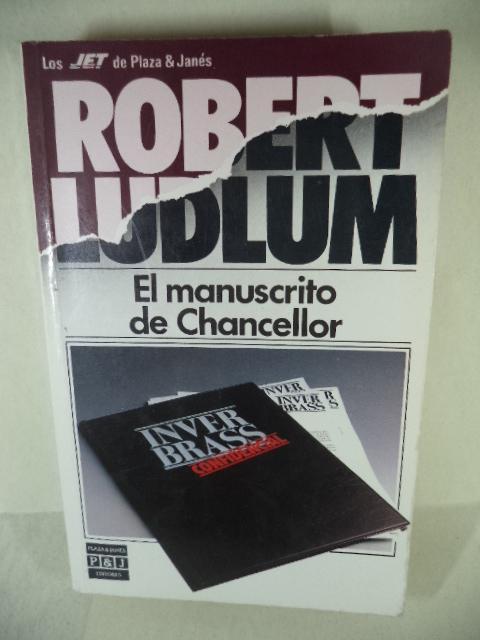 Los JET de Plaza & Janés
ROBERT
LUDLUM
El manuscrito
de Chancellor
INVER
BRASS
CONFIDENCIAL
INVER
INVER
BRASS
PLAZA & JANES
P&J
EDITORES